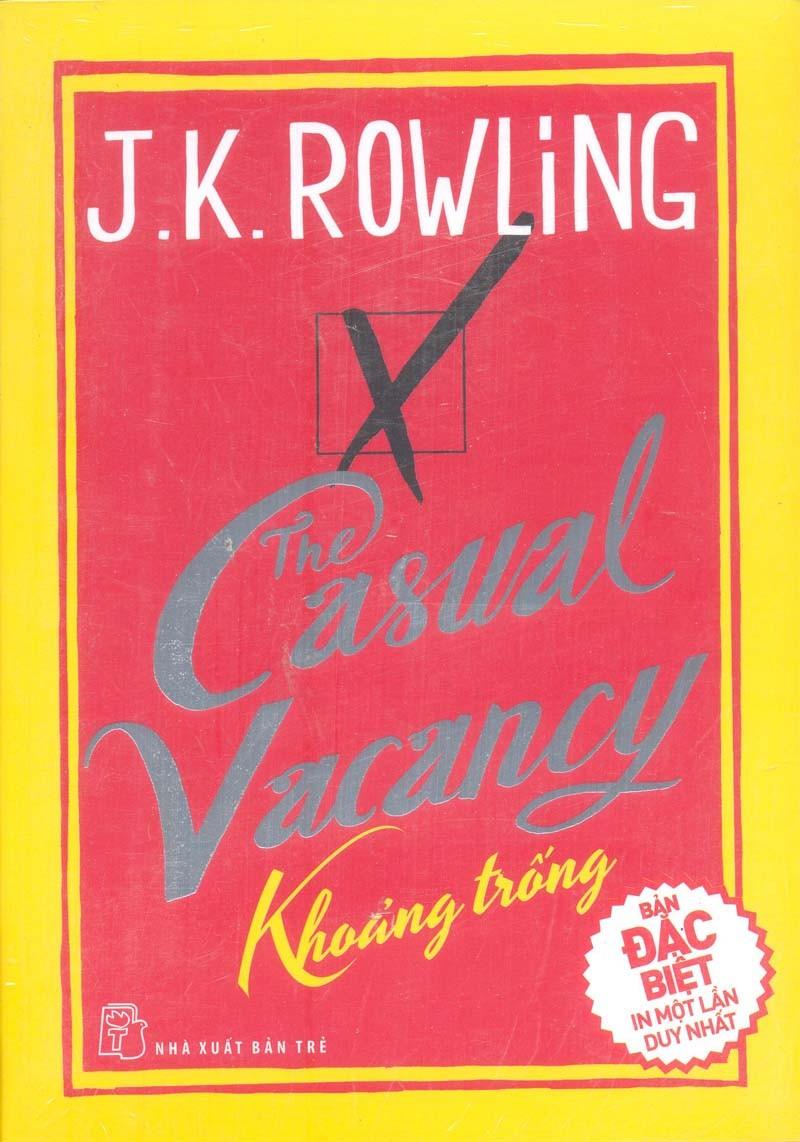 J.K. ROWLiNG
The
Casual
Vacancy
Khoảng trống
BẢN
ĐẶC
BIỆT
IN MỘT LẦN
DUY NHẤT
T
NHÀ XUẤT BẢN TRẺ